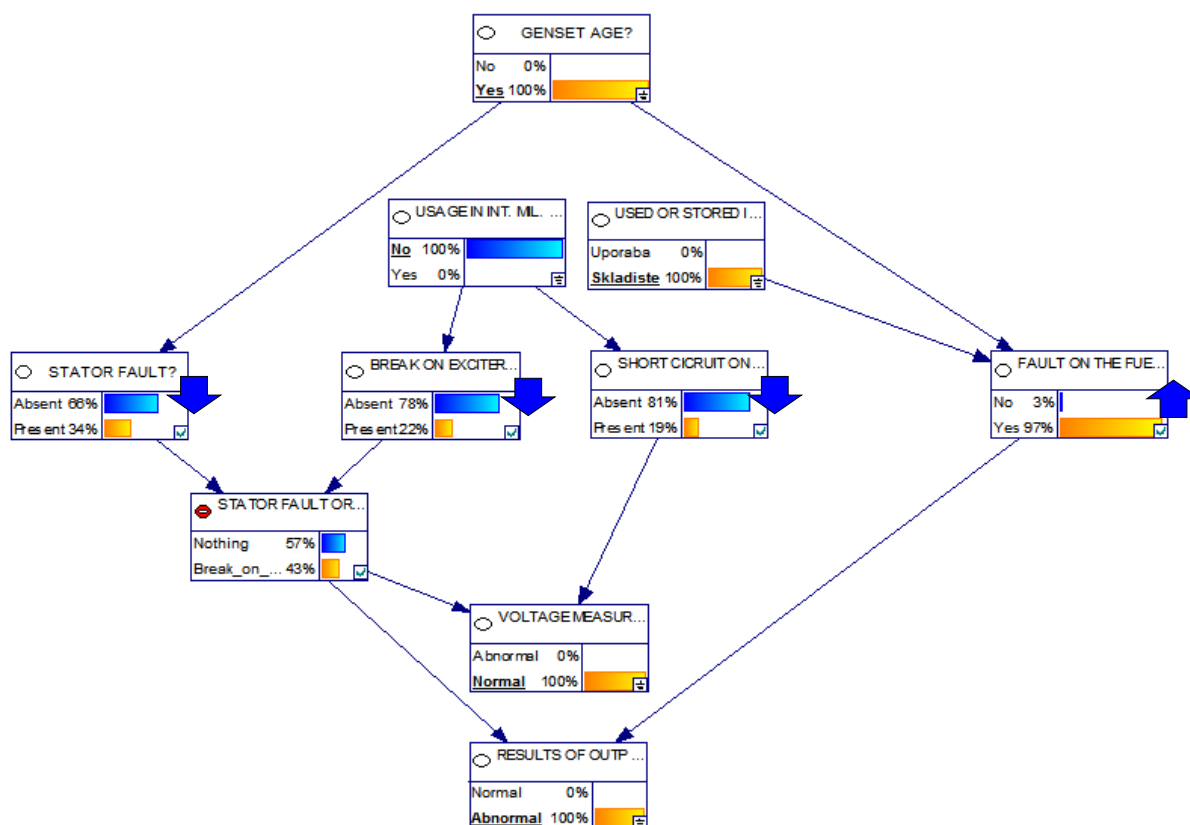 GENSET AGE?
No 0%
Yes 100%
USAGE IN INT. MIL. ...
No 100%
Yes 0%
USED OR STORED I...
Uporaba 0%
Skladiste 100%
STATOR FAULT?
Absent 66%
Present 34%
BREAK ON EXCITER...
Absent 78%
Present 22%
SHORT CICRUIT ON...
Absent 81%
Present 19%
FAULT ON THE FUE...
No 3%
Yes 97%
STATOR FAULT OR...
Nothing 57%
Break_on_... 43%
VOLTAGE MEASUR...
Abnormal 0%
Normal 100%
RESULTS OF OUTP ...
Normal 0%
Abnormal 100%